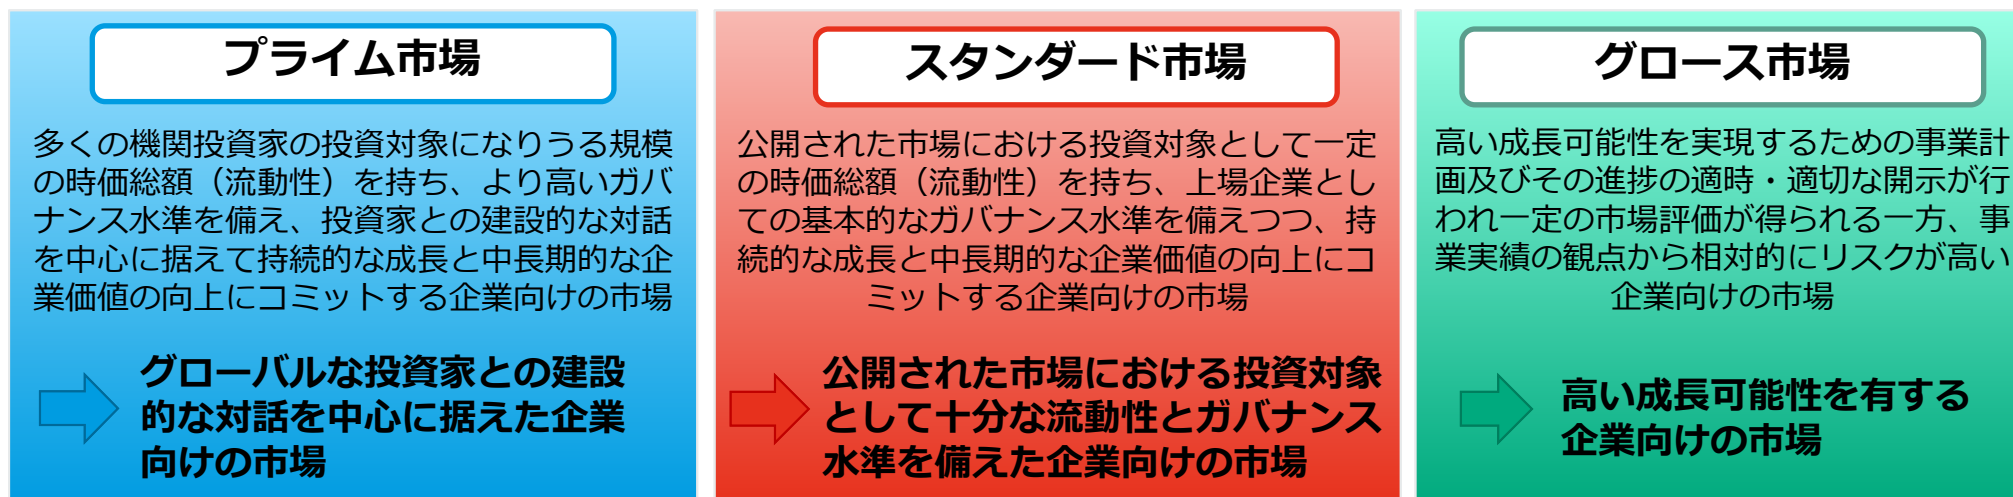 プライム市場
多くの機関投資家の投資対象になりうる規模
の時価総額（流動性）を持ち、より高いガバ
ナンス水準を備え、投資家との建設的な対話
を中心に据えて持続的な成長と中長期的な企
業価値の向上にコミットする企業向けの市場
グローバルな投資家との建設
的な対話を中心に据えた企業
向けの市場
スタンダード市場
公開された市場における投資対象として一定
の時価総額（流動性）を持ち、上場企業とし
ての基本的なガバナンス水準を備えつつ、持
続的な成長と中長期的な企業価値の向上にコ
ミットする企業向けの市場
公開された市場における投資対象
として十分な流動性とガバナンス
水準を備えた企業向けの市場
グロース市場
高い成長可能性を実現するための事業計
画及びその進捗の適時・適切な開示が行
われ一定の市場評価が得られる一方、事
業実績の観点から相対的にリスクが高い
企業向けの市場
高い成長可能性を有する
企業向けの市場